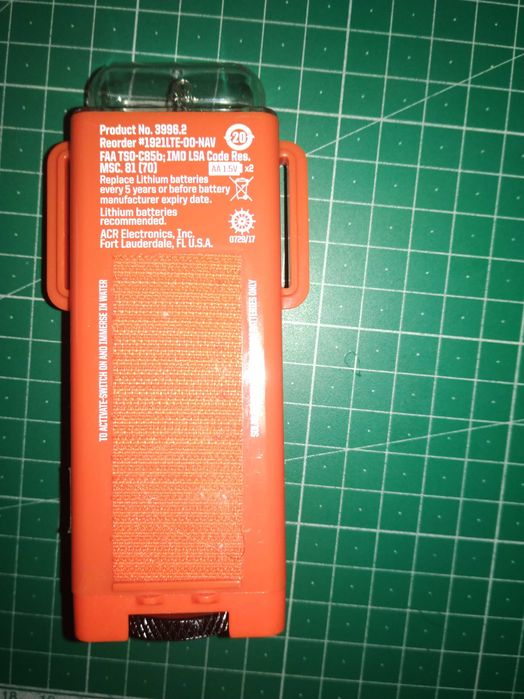 Product No. 3996.2
Reorder #1921LTE-00-NAV
FAA TSO-C85b; IMO LSA Code Res.
MSC. 81 (70)
AA 1.5V x2
20
Replace Lithium batteries
every 5 years or before battery
manufacturer expiry date.
Lithium batteries
recommended.
ACR Electronics, Inc.
Fort Lauderdale, FL U.S.A.
0729/17
TO ACTIVATE-SWITCH ON AND IMMERSE IN WATER
BATTERIES ONLY